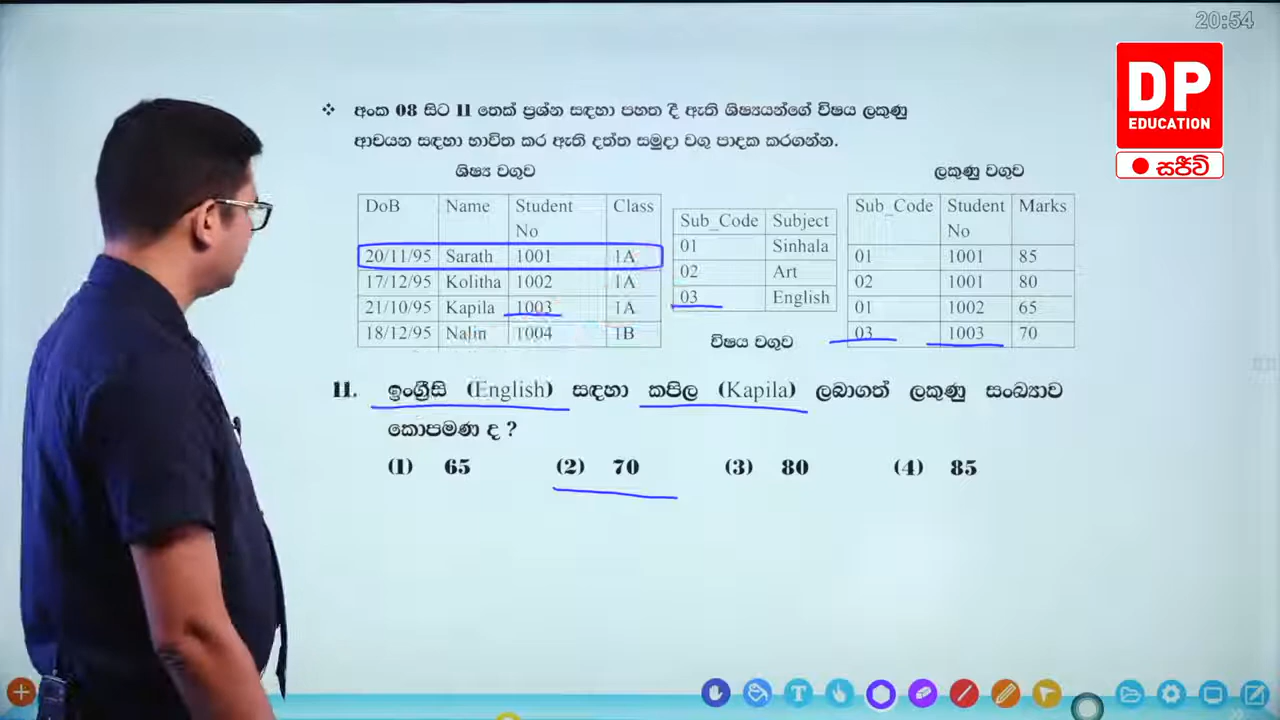 20:54
DP
EDUCATION
සජීවි
❖ අංක 08 සිට 11 තෙක් ප්‍රශ්න සඳහා පහත දී ඇති ශිෂ්‍යයන්ගේ විෂය ලකුණු
ආචයන සඳහා භාවිත කර ඇති දත්ත සමුදා වගු පාදක කරගන්න.
ශිෂ්‍ය වගුව
DoB Name Student No Class
20/11/95 Sarath 1001 1A
17/12/95 Kolitha 1002 1A
21/10/95 Kapila 1003 1A
18/12/95 Nalin 1004 1B
Sub_Code Subject
01 Sinhala
02 Art
03 English
විෂය වගුව
ලකුණු වගුව
Sub_Code Student No Marks
01 1001 85
02 1001 80
01 1002 65
03 1003 70
11. ඉංග්‍රීසි (English) සඳහා කපිල (Kapila) ලබාගත් ලකුණු සංඛ්‍යාව
කොපමණ ද ?
(1) 65 (2) 70 (3) 80 (4) 85